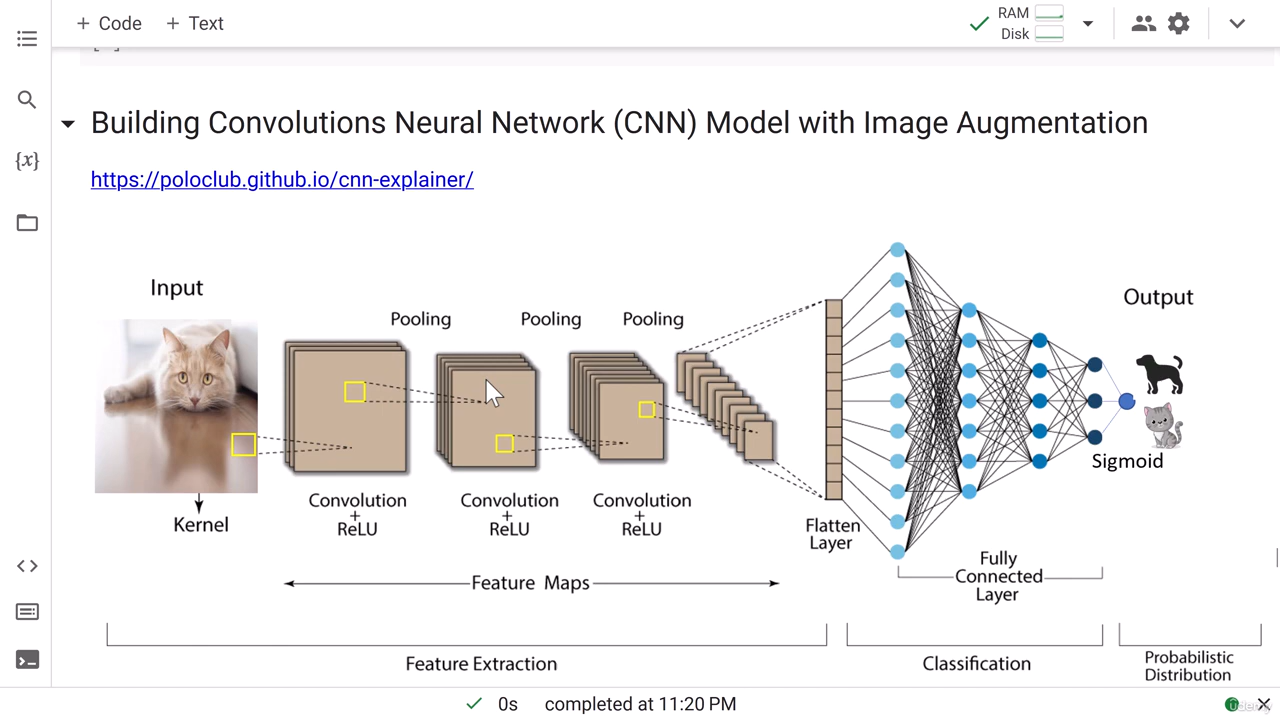 + Code + Text
RAM
Disk
{x}
Building Convolutions Neural Network (CNN) Model with Image Augmentation
https://poloclub.github.io/cnn-explainer/
Input
Output
Pooling Pooling Pooling
Sigmoid
Convolution
+
ReLU
Convolution
+
ReLU
Convolution
+
ReLU
Kernel
Flatten
Layer
Fully
Connected
Layer
Feature Maps
Feature Extraction
Classification
Probabilistic
Distribution
0s completed at 11:20 PM
udemy